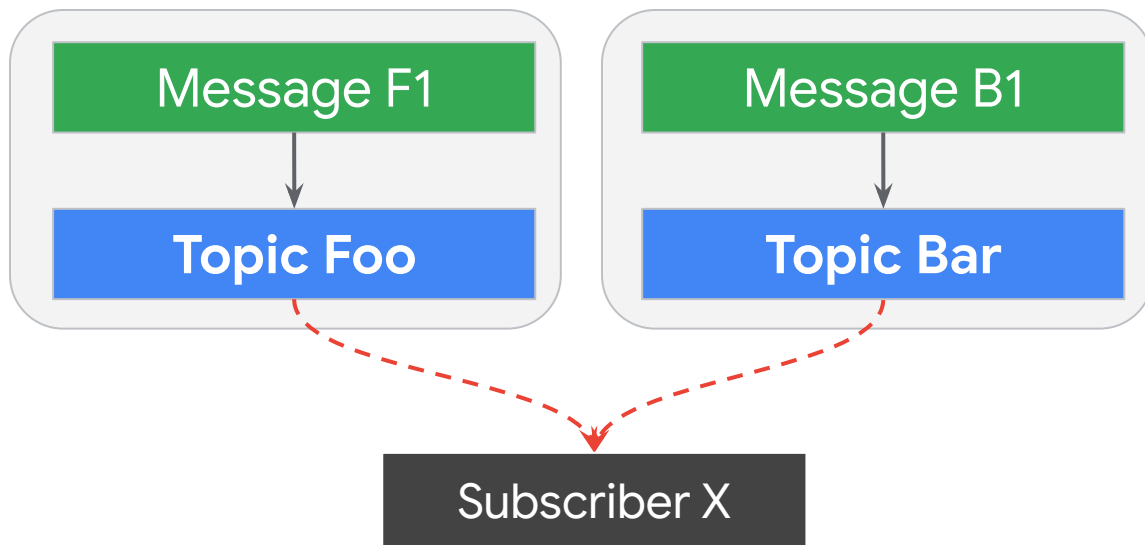 Message F1
Message B1
Topic Foo
Topic Bar
Subscriber X